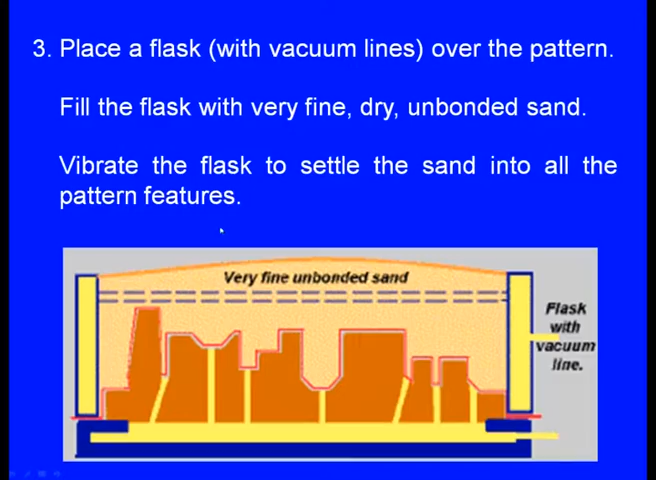 3. Place a flask (with vacuum lines) over the pattern.
Fill the flask with very fine, dry, unbonded sand.
Vibrate the flask to settle the sand into all the
pattern features.
Very fine unbonded sand
Flask
with
vacuum
line.